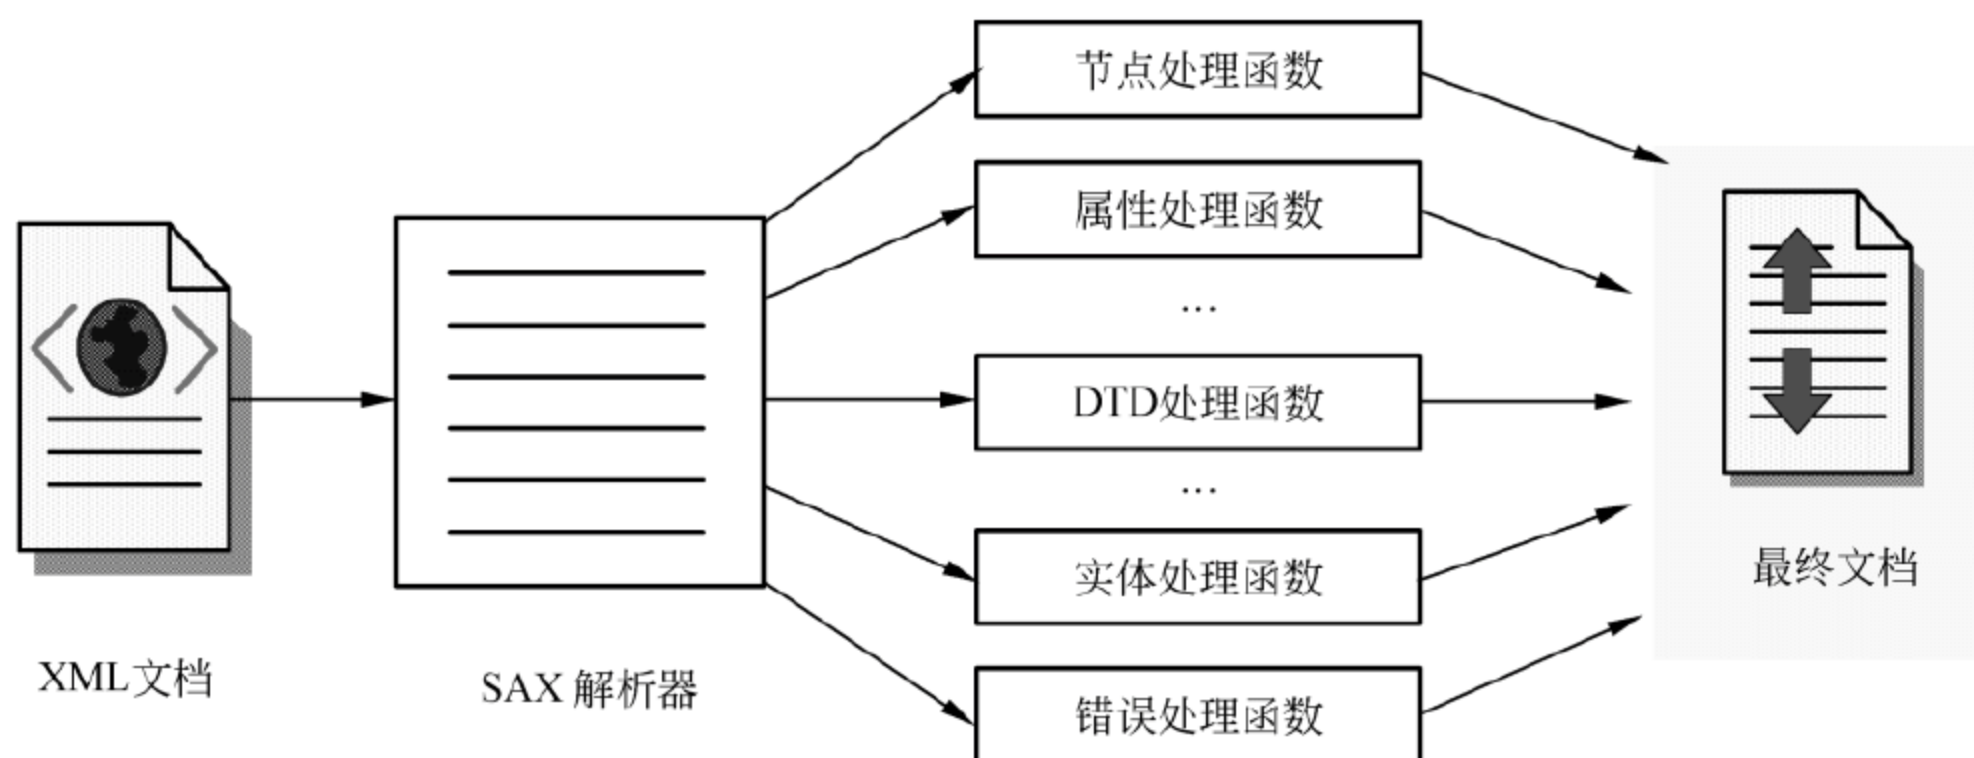 节点处理函数
属性处理函数
...
DTD处理函数
...
实体处理函数
错误处理函数
XML文档
SAX 解析器
最终文档